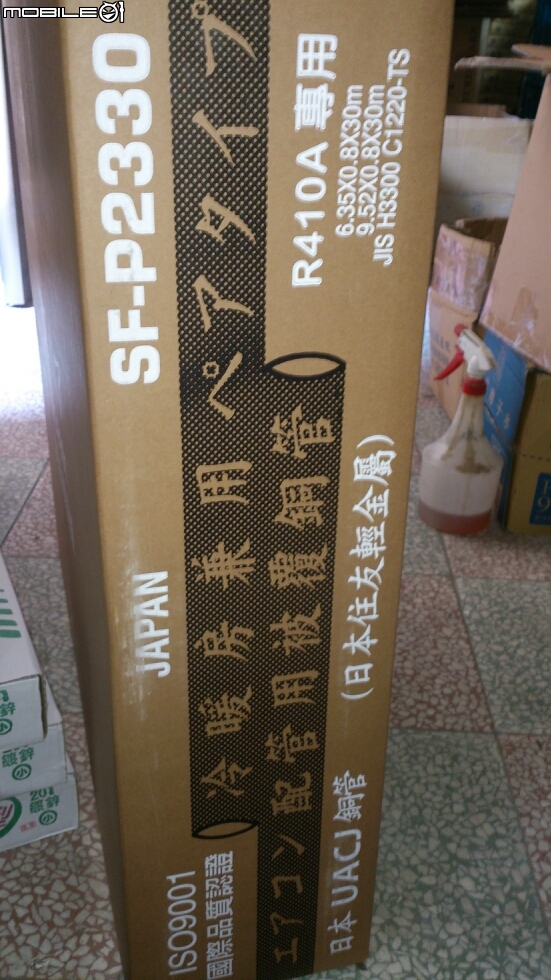 MOBILE01
SF-P2330
JAPAN
ISO9001
國際品質認證
冷暖房兼用ペアタイプ
エアコン配管用被覆銅管
R410A 專用
6.35X0.8X30m
9.52X0.8X30m
JIS H3300 C1220-TS
日本 UACJ 銅管
(日本住友輕金屬)
201